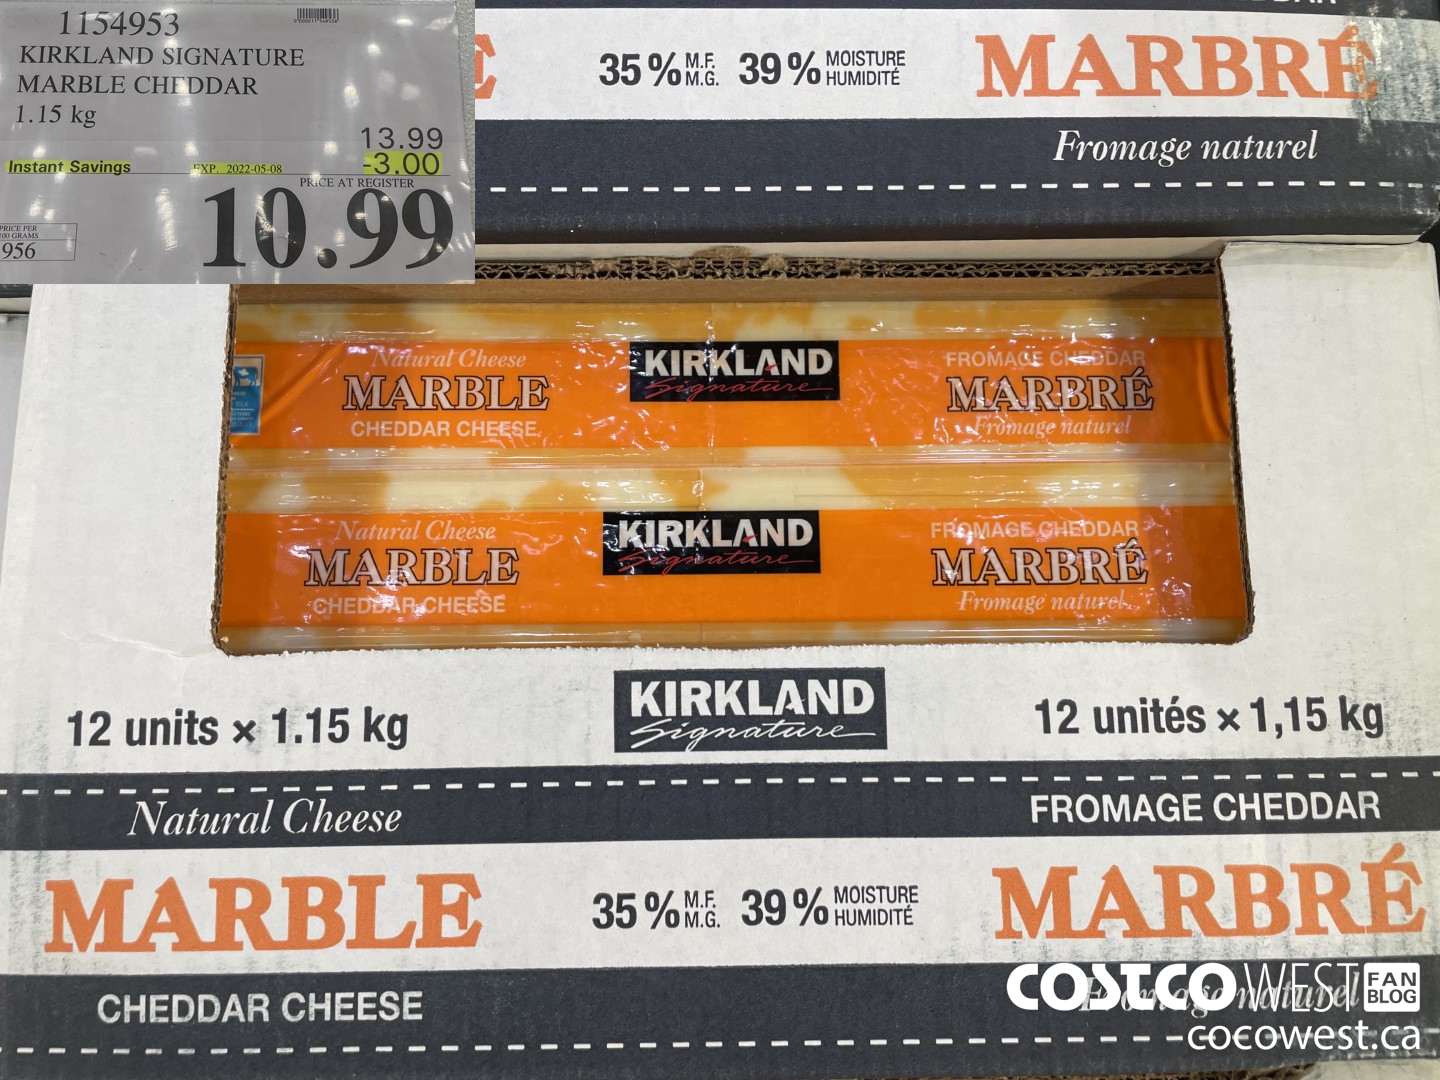 1154953
KIRKLAND SIGNATURE
MARBLE CHEDDAR
1.15 kg
13.99
Instant Savings EXP. 2022-05-08 -3.00
PRICE AT REGISTER
10.99
PRICE PER
100 GRAMS
956
35% M.F. M.G. 39% MOISTURE HUMIDITÉ
MARBRÉ
Fromage naturel
Natural Cheese
MARBLE
CHEDDAR CHEESE
KIRKLAND
Signature
FROMAGE CHEDDAR
MARBRÉ
Fromage naturel
Natural Cheese
MARBLE
CHEDDAR CHEESE
KIRKLAND
Signature
FROMAGE CHEDDAR
MARBRÉ
Fromage naturel
12 units × 1.15 kg
KIRKLAND
Signature
12 unités × 1,15 kg
Natural Cheese
FROMAGE CHEDDAR
MARBLE
35% M.F. M.G. 39% MOISTURE HUMIDITÉ
MARBRÉ
CHEDDAR CHEESE
Fromage naturel
COSTCO WEST FAN BLOG
cocowest.ca